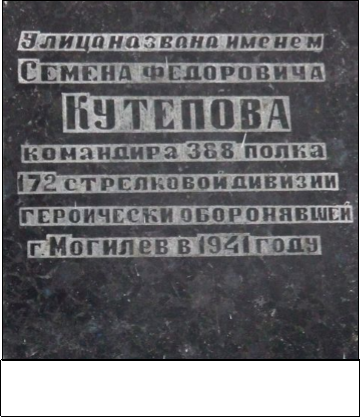 Улица названа именем
Семена Федоровича
Кутепова
командира 388 полка
172 стрелковой дивизии
героически оборонявшей
г. Могилев в 1941 году